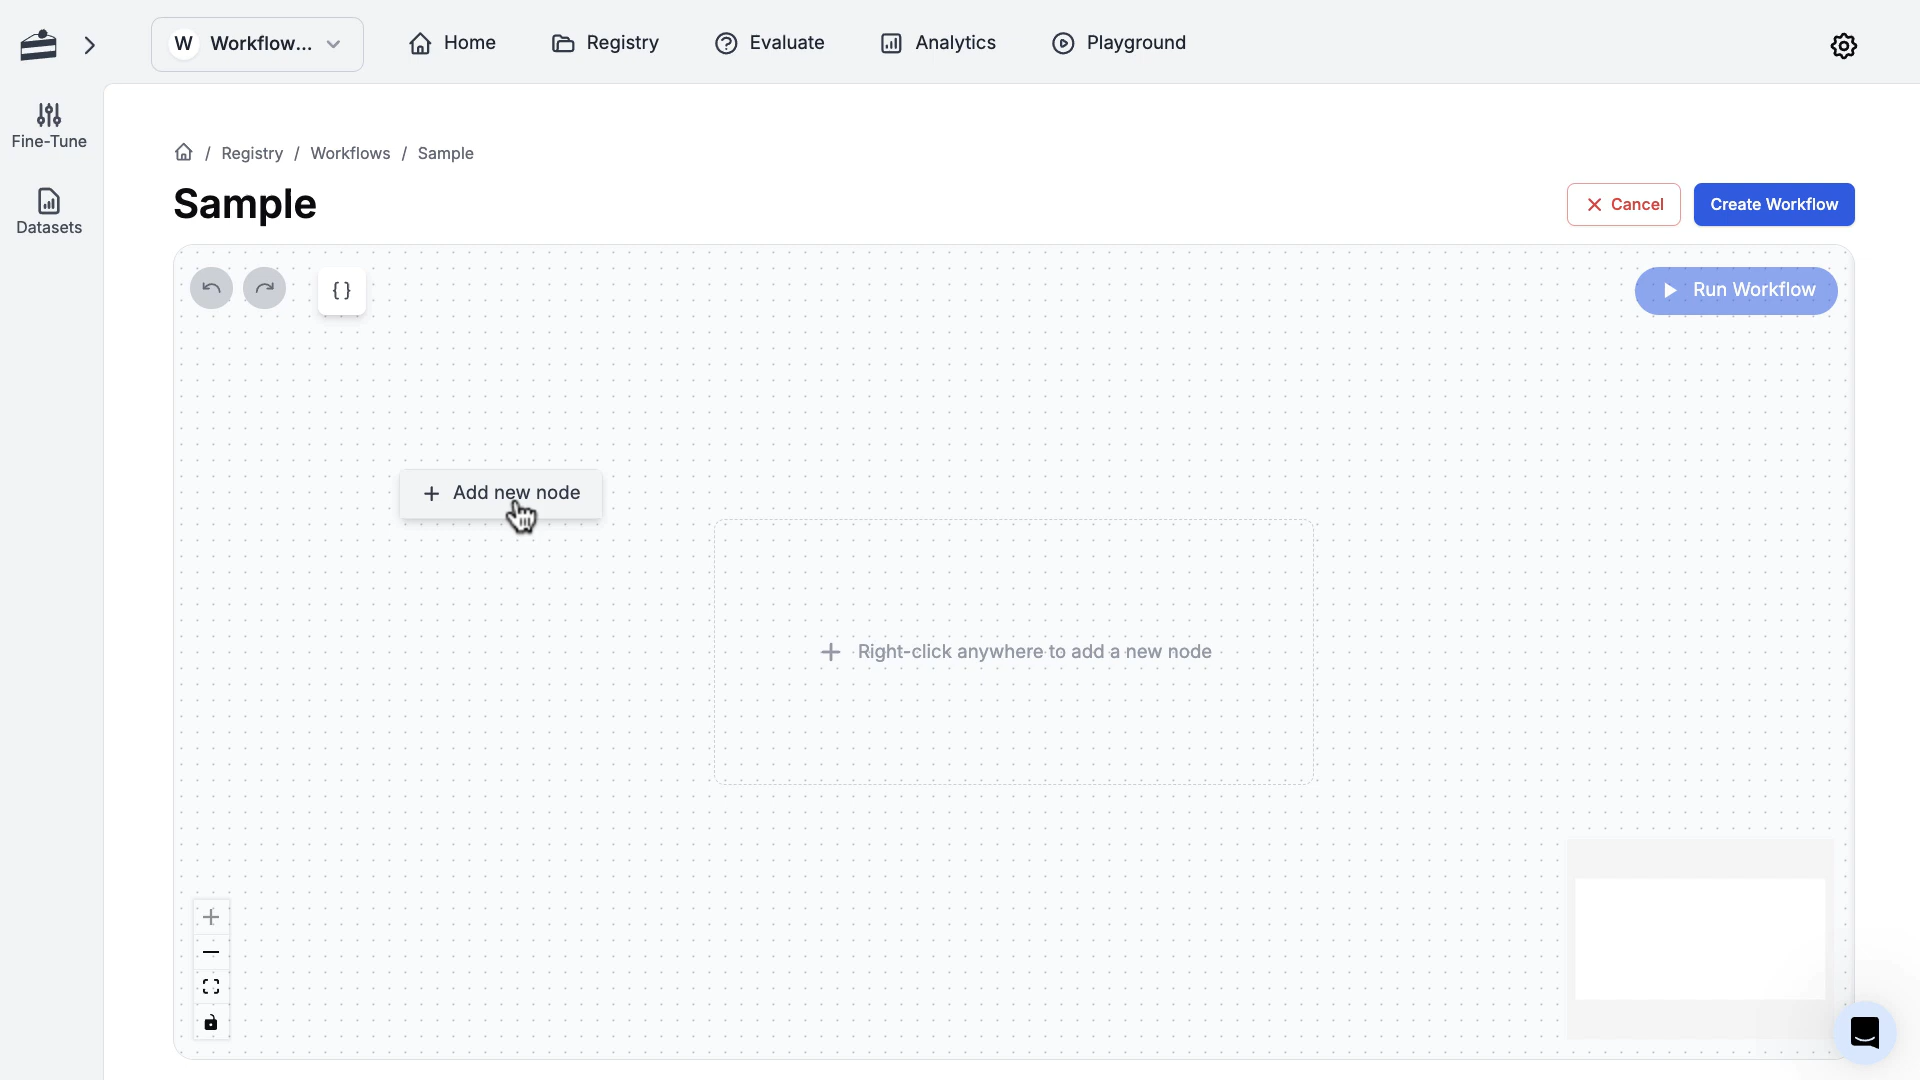 W Workflow...
Home
Registry
Evaluate
Analytics
Playground
Fine-Tune
Datasets
/ Registry / Workflows / Sample
Sample
Cancel
Create Workflow
{ }
Run Workflow
+ Add new node
+ Right-click anywhere to add a new node